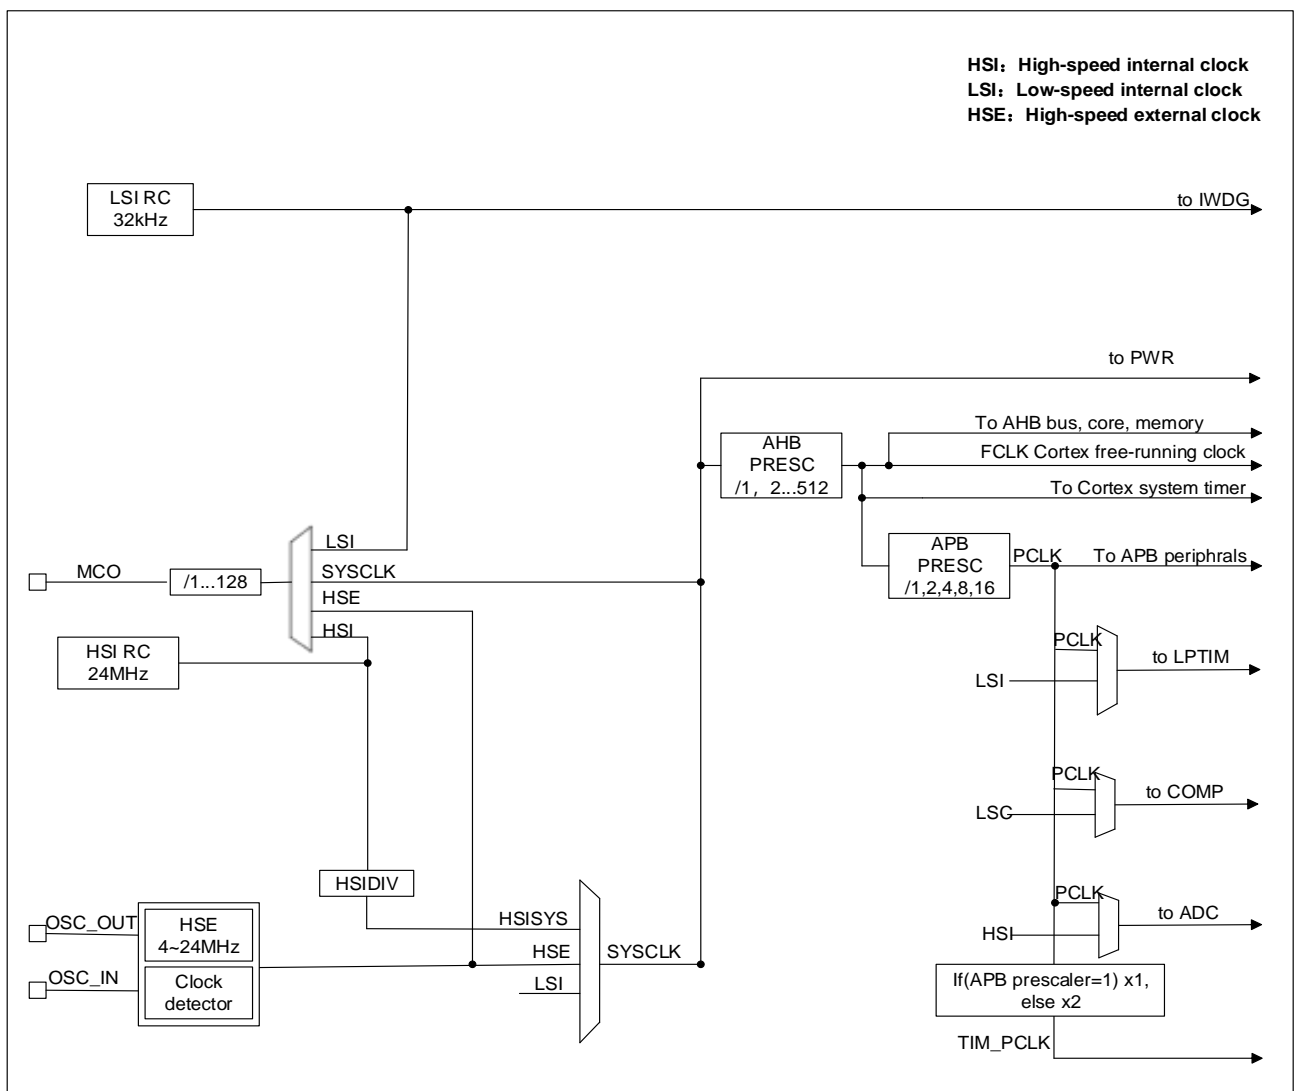 HSI：High-speed internal clock
LSI：Low-speed internal clock
HSE：High-speed external clock
LSI RC
32kHz
to IWDG
to PWR
To AHB bus, core, memory
AHB
PRESC
/1，2...512
FCLK Cortex free-running clock
To Cortex system timer
LSI
APB
PRESC
/1,2,4,8,16
PCLK
To APB periphrals
MCO
/1...128
SYSCLK
HSE
HSI
HSI RC
24MHz
PCLK
to LPTIM
LSI
PCLK
to COMP
LSC
HSIDIV
PCLK
to ADC
HSI
OSC_OUT
HSE
4~24MHz
HSISYS
HSE
SYSCLK
OSC_IN
Clock
detector
LSI
If(APB prescaler=1) x1,
else x2
TIM_PCLK